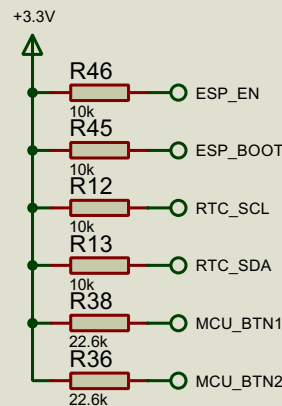 +3.3V
R46
10k
ESP_EN
R45
10k
ESP_BOOT
R12
10k
RTC_SCL
R13
10k
RTC_SDA
R38
22.6k
MCU_BTN1
R36
22.6k
MCU_BTN2